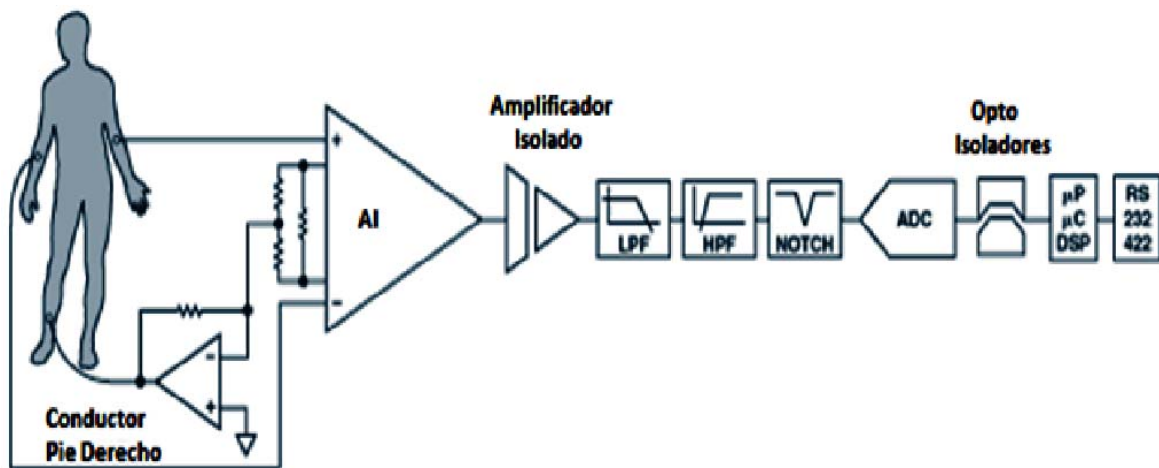 Amplificador
Isolado
Opto
Isoladores
+
AI
−
LPF
HPF
NOTCH
ADC
µP
µC
DSP
RS
232
422
−
+
Conductor
Pie Derecho